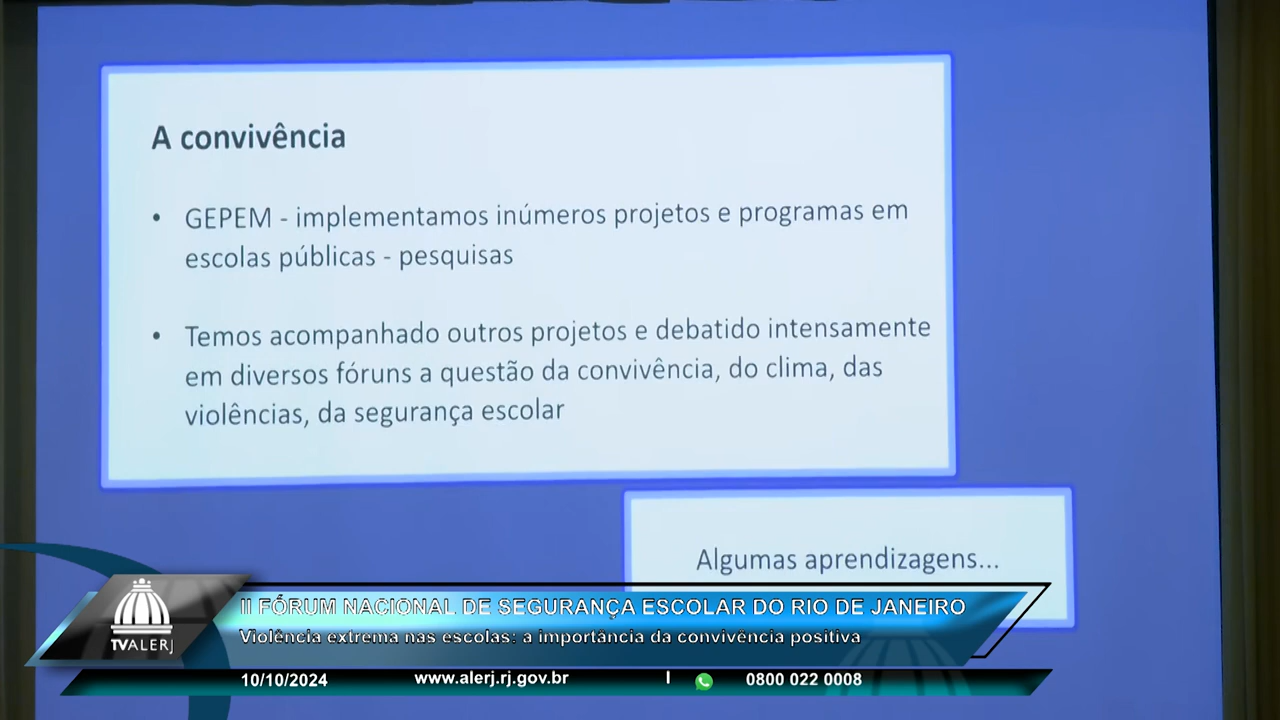 A convivência
• GEPEM - implementamos inúmeros projetos e programas em
escolas públicas - pesquisas
• Temos acompanhado outros projetos e debatido intensamente
em diversos fóruns a questão da convivência, do clima, das
violências, da segurança escolar
Algumas aprendizagens...
II FÓRUM NACIONAL DE SEGURANÇA ESCOLAR DO RIO DE JANEIRO
Violência extrema nas escolas: a importância da convivência positiva
TVALERJ
10/10/2024 www.alerj.rj.gov.br | 0800 022 0008